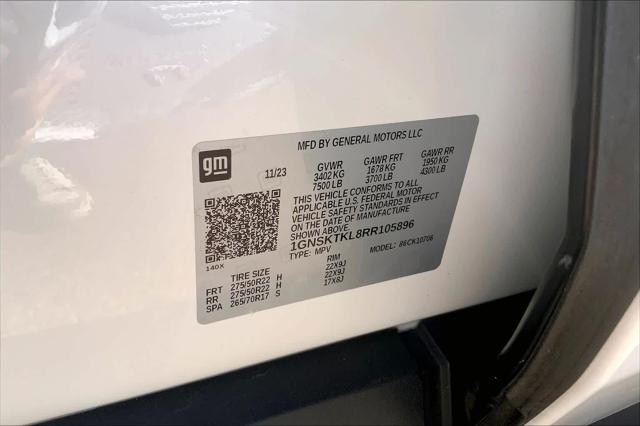 MFD BY GENERAL MOTORS LLC
gm
11/23
GVWR GAWR FRT GAWR RR
3402 KG 1678 KG 1950 KG
7500 LB 3700 LB 4300 LB
THIS VEHICLE CONFORMS TO ALL
APPLICABLE U.S. FEDERAL MOTOR
VEHICLE SAFETY STANDARDS IN EFFECT
ON THE DATE OF MANUFACTURE
SHOWN ABOVE.
1GNSKTKL8RR105896
TYPE: MPV MODEL: 86CK10706
140X
TIRE SIZE RIM
FRT 275/50R22 H 22X9J
RR 275/50R22 H 22X9J
SPA 265/70R17 S 17X8J